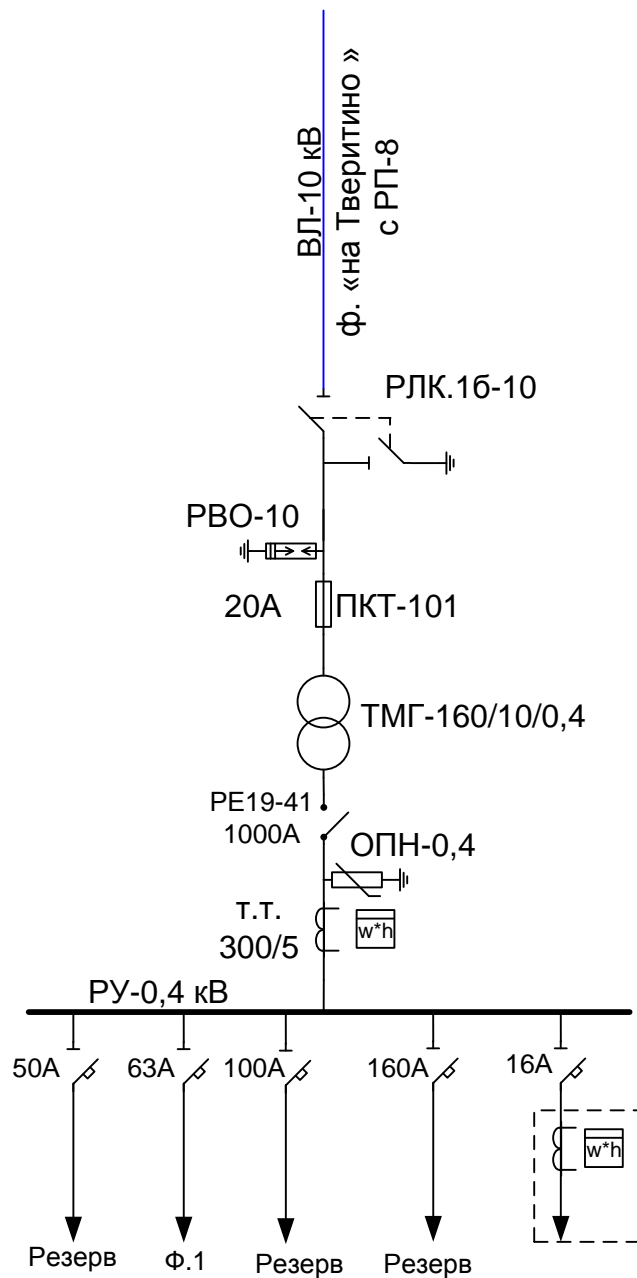 ВЛ-10 кВ
ф. «на Тверитино »
с РП-8
РЛК.1б-10
РВО-10
20А
ПКТ-101
ТМГ-160/10/0,4
РЕ19-41
1000А
ОПН-0,4
т.т.
300/5
w*h
РУ-0,4 кВ
50А
63А
100А
160А
16А
w*h
Резерв
Ф.1
Резерв
Резерв